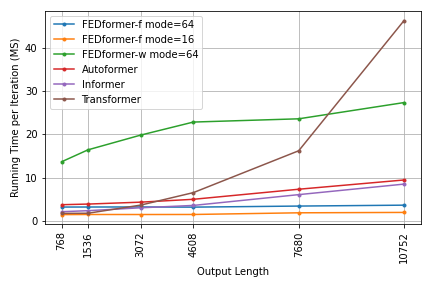 FEDformer-f mode=64
FEDformer-f mode=16
FEDformer-w mode=64
Autoformer
Informer
Transformer
Running Time per Iteration (MS)
40
30
20
10
0
768
1536
3072
4608
7680
10752
Output Length